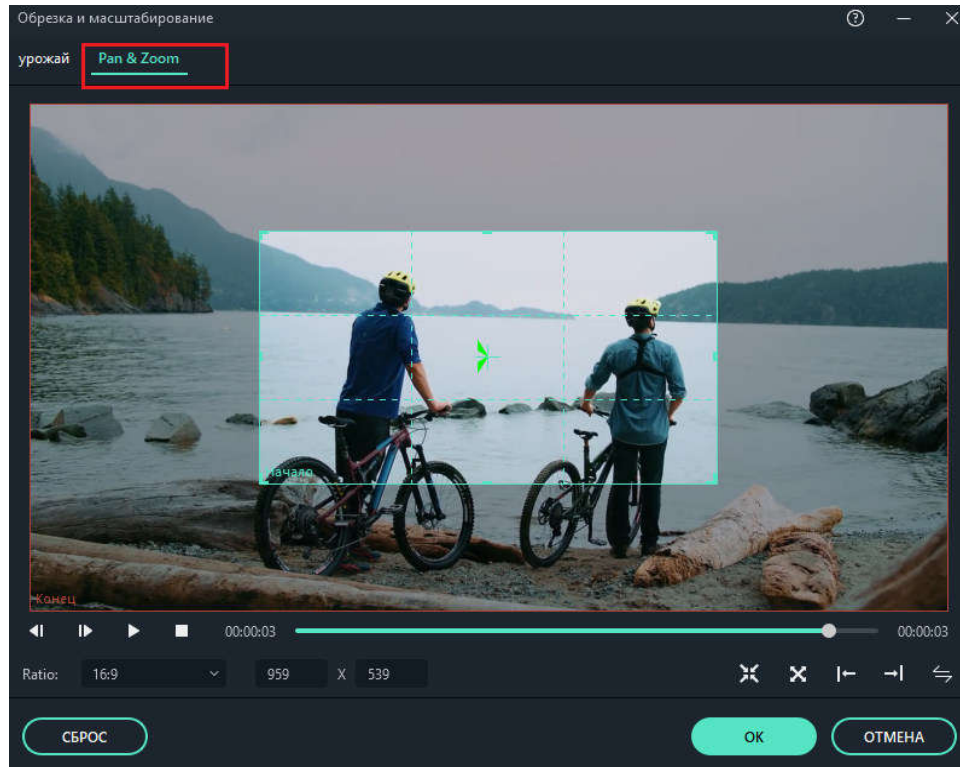 Обрезка и масштабирование
урожай Pan & Zoom
Начало
Конец
00:00:03 00:00:03
Ratio: 16:9 959 X 539
СБРОС OK ОТМЕНА